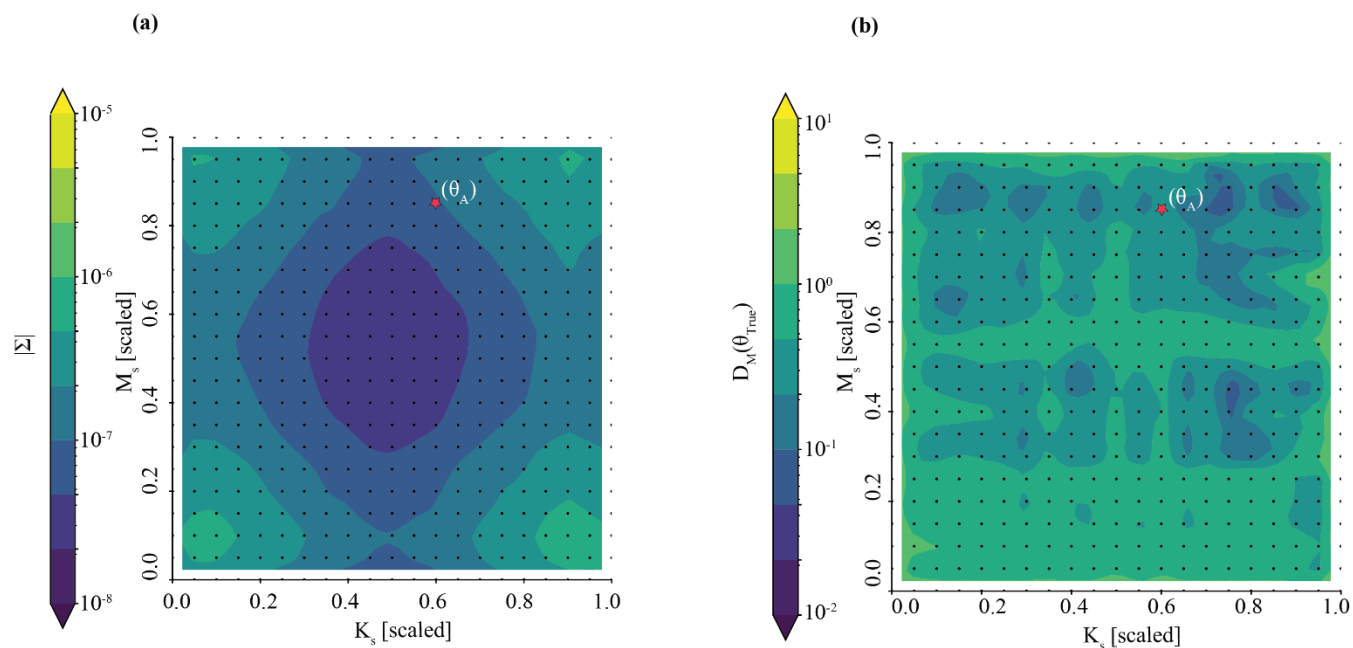 (a)
(b)
10^-5
10^-6
10^-7
10^-8
|Σ|
1.0
0.8
0.6
0.4
0.2
0.0
M_s [scaled]
(θ_A)
0.0 0.2 0.4 0.6 0.8 1.0
K_s [scaled]
10^1
10^0
10^-1
10^-2
D_M(θ_True)
1.0
0.8
0.6
0.4
0.2
0.0
M_s [scaled]
(θ_A)
0.0 0.2 0.4 0.6 0.8 1.0
K_s [scaled]